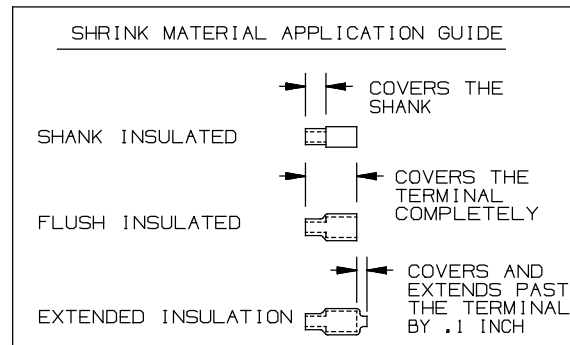 SHRINK MATERIAL APPLICATION GUIDE
COVERS THE
SHANK
SHANK INSULATED
COVERS THE
TERMINAL
COMPLETELY
FLUSH INSULATED
COVERS AND
EXTENDS PAST
THE TERMINAL
BY .1 INCH
EXTENDED INSULATION